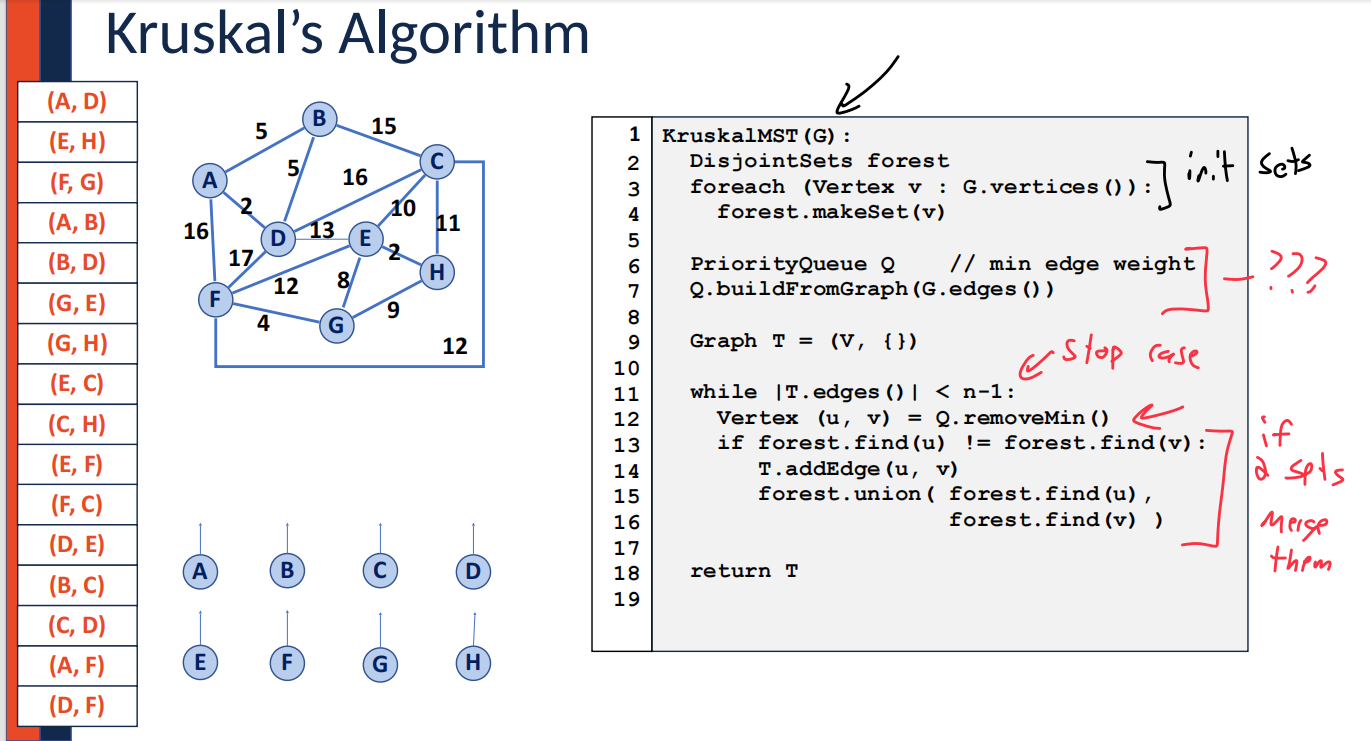 Kruskal's Algorithm
(A, D)
(E, H)
(F, G)
(A, B)
(B, D)
(G, E)
(G, H)
(E, C)
(C, H)
(E, F)
(F, C)
(D, E)
(B, C)
(C, D)
(A, F)
(D, F)
B
5
15
C
5
16
A
2
10
11
16
D
13
E
2
17
H
12
8
F
9
4
G
12
A
B
C
D
E
F
G
H
1 KruskalMST(G):
2 DisjointSets forest
3 foreach (Vertex v : G.vertices()):
4 forest.makeSet(v)
5
6 PriorityQueue Q // min edge weight
7 Q.buildFromGraph(G.edges())
8
9 Graph T = (V, {})
10
11 while |T.edges()| < n-1:
12 Vertex (u, v) = Q.removeMin()
13 if forest.find(u) != forest.find(v):
14 T.addEdge(u, v)
15 forest.union( forest.find(u),
16 forest.find(v) )
17
18 return T
19
init sets
???
Stop case
if
2 sets
Merge
them